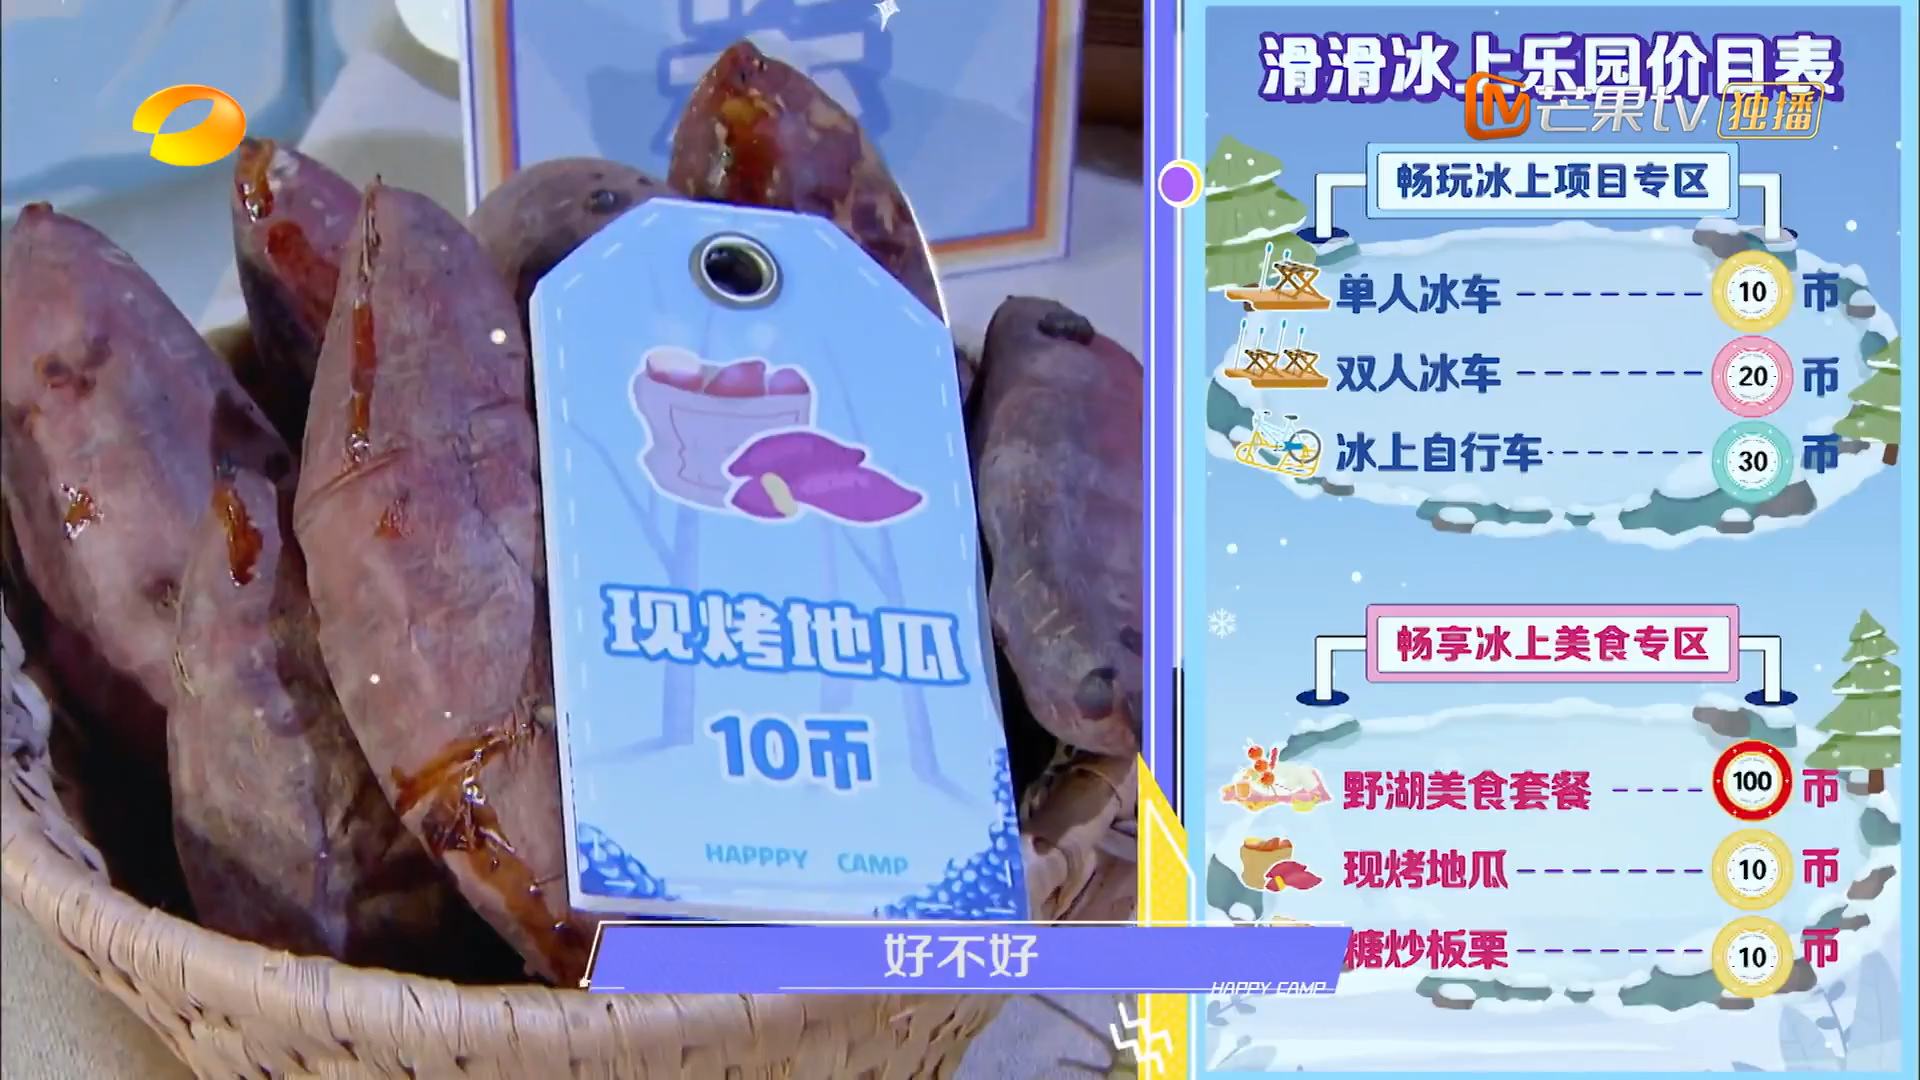 现烤地瓜
10币
HAPPPY CAMP
好不好
HAPPY CAMP
滑滑冰上乐园价目表
芒果tv 独播
畅玩冰上项目专区
单人冰车 10 币
双人冰车 20 币
冰上自行车 30 币
畅享冰上美食专区
野湖美食套餐 100 币
现烤地瓜 10 币
糖炒板栗 10 币